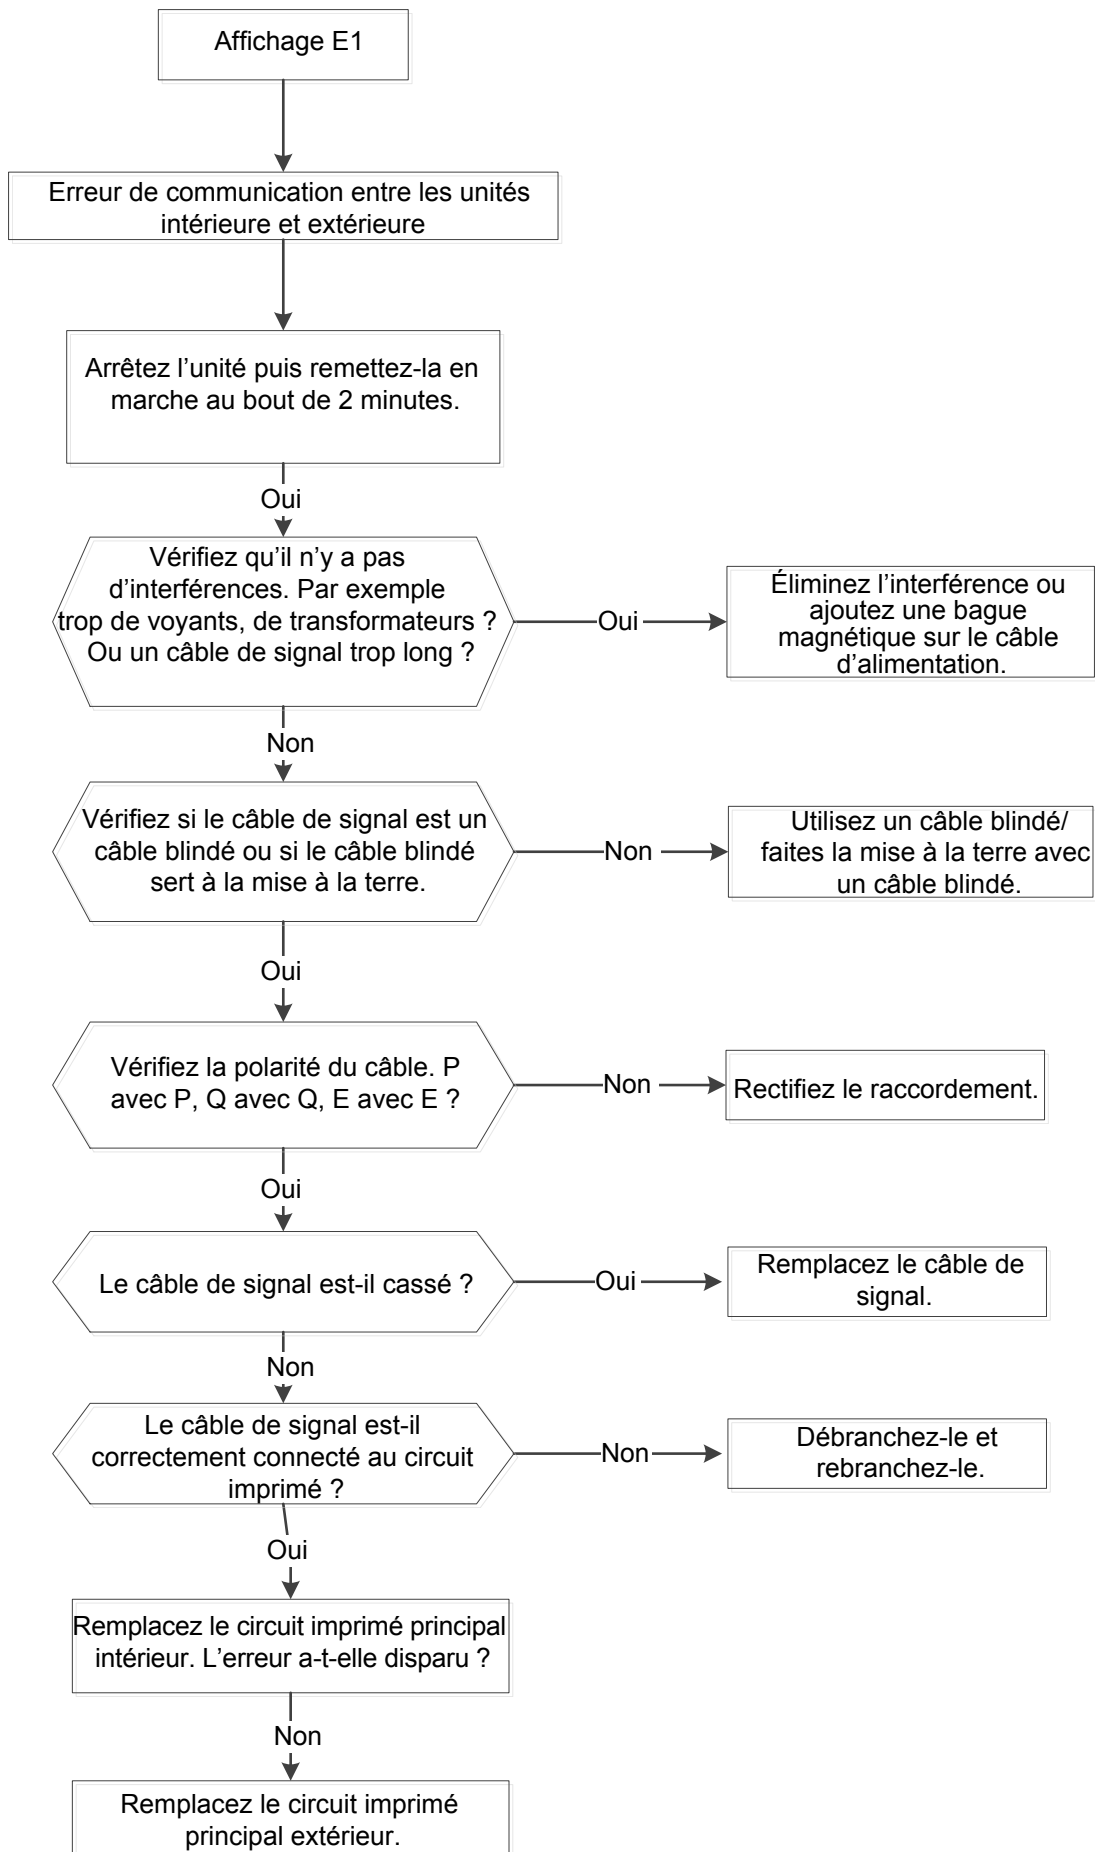 Affichage E1
Erreur de communication entre les unités
intérieure et extérieure
Arrêtez l’unité puis remettez-la en
marche au bout de 2 minutes.
Oui
Vérifiez qu’il n’y a pas
d’interférences. Par exemple
trop de voyants, de transformateurs ?
Ou un câble de signal trop long ?
Oui
Éliminez l’interférence ou
ajoutez une bague
magnétique sur le câble
d’alimentation.
Non
Vérifiez si le câble de signal est un
câble blindé ou si le câble blindé
sert à la mise à la terre.
Non
Utilisez un câble blindé/
faites la mise à la terre avec
un câble blindé.
Oui
Vérifiez la polarité du câble. P
avec P, Q avec Q, E avec E ?
Non
Rectifiez le raccordement.
Oui
Le câble de signal est-il cassé ?
Oui
Remplacez le câble de
signal.
Non
Le câble de signal est-il
correctement connecté au circuit
imprimé ?
Non
Débranchez-le et
rebranchez-le.
Oui
Remplacez le circuit imprimé principal
intérieur. L’erreur a-t-elle disparu ?
Non
Remplacez le circuit imprimé
principal extérieur.